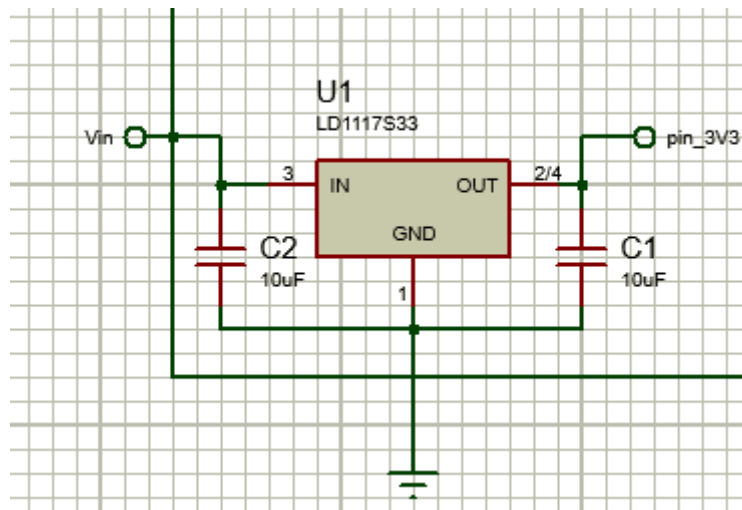 U1
LD1117S33
Vin
pin_3V3
3
IN
OUT
2/4
GND
C2
10uF
C1
10uF
1